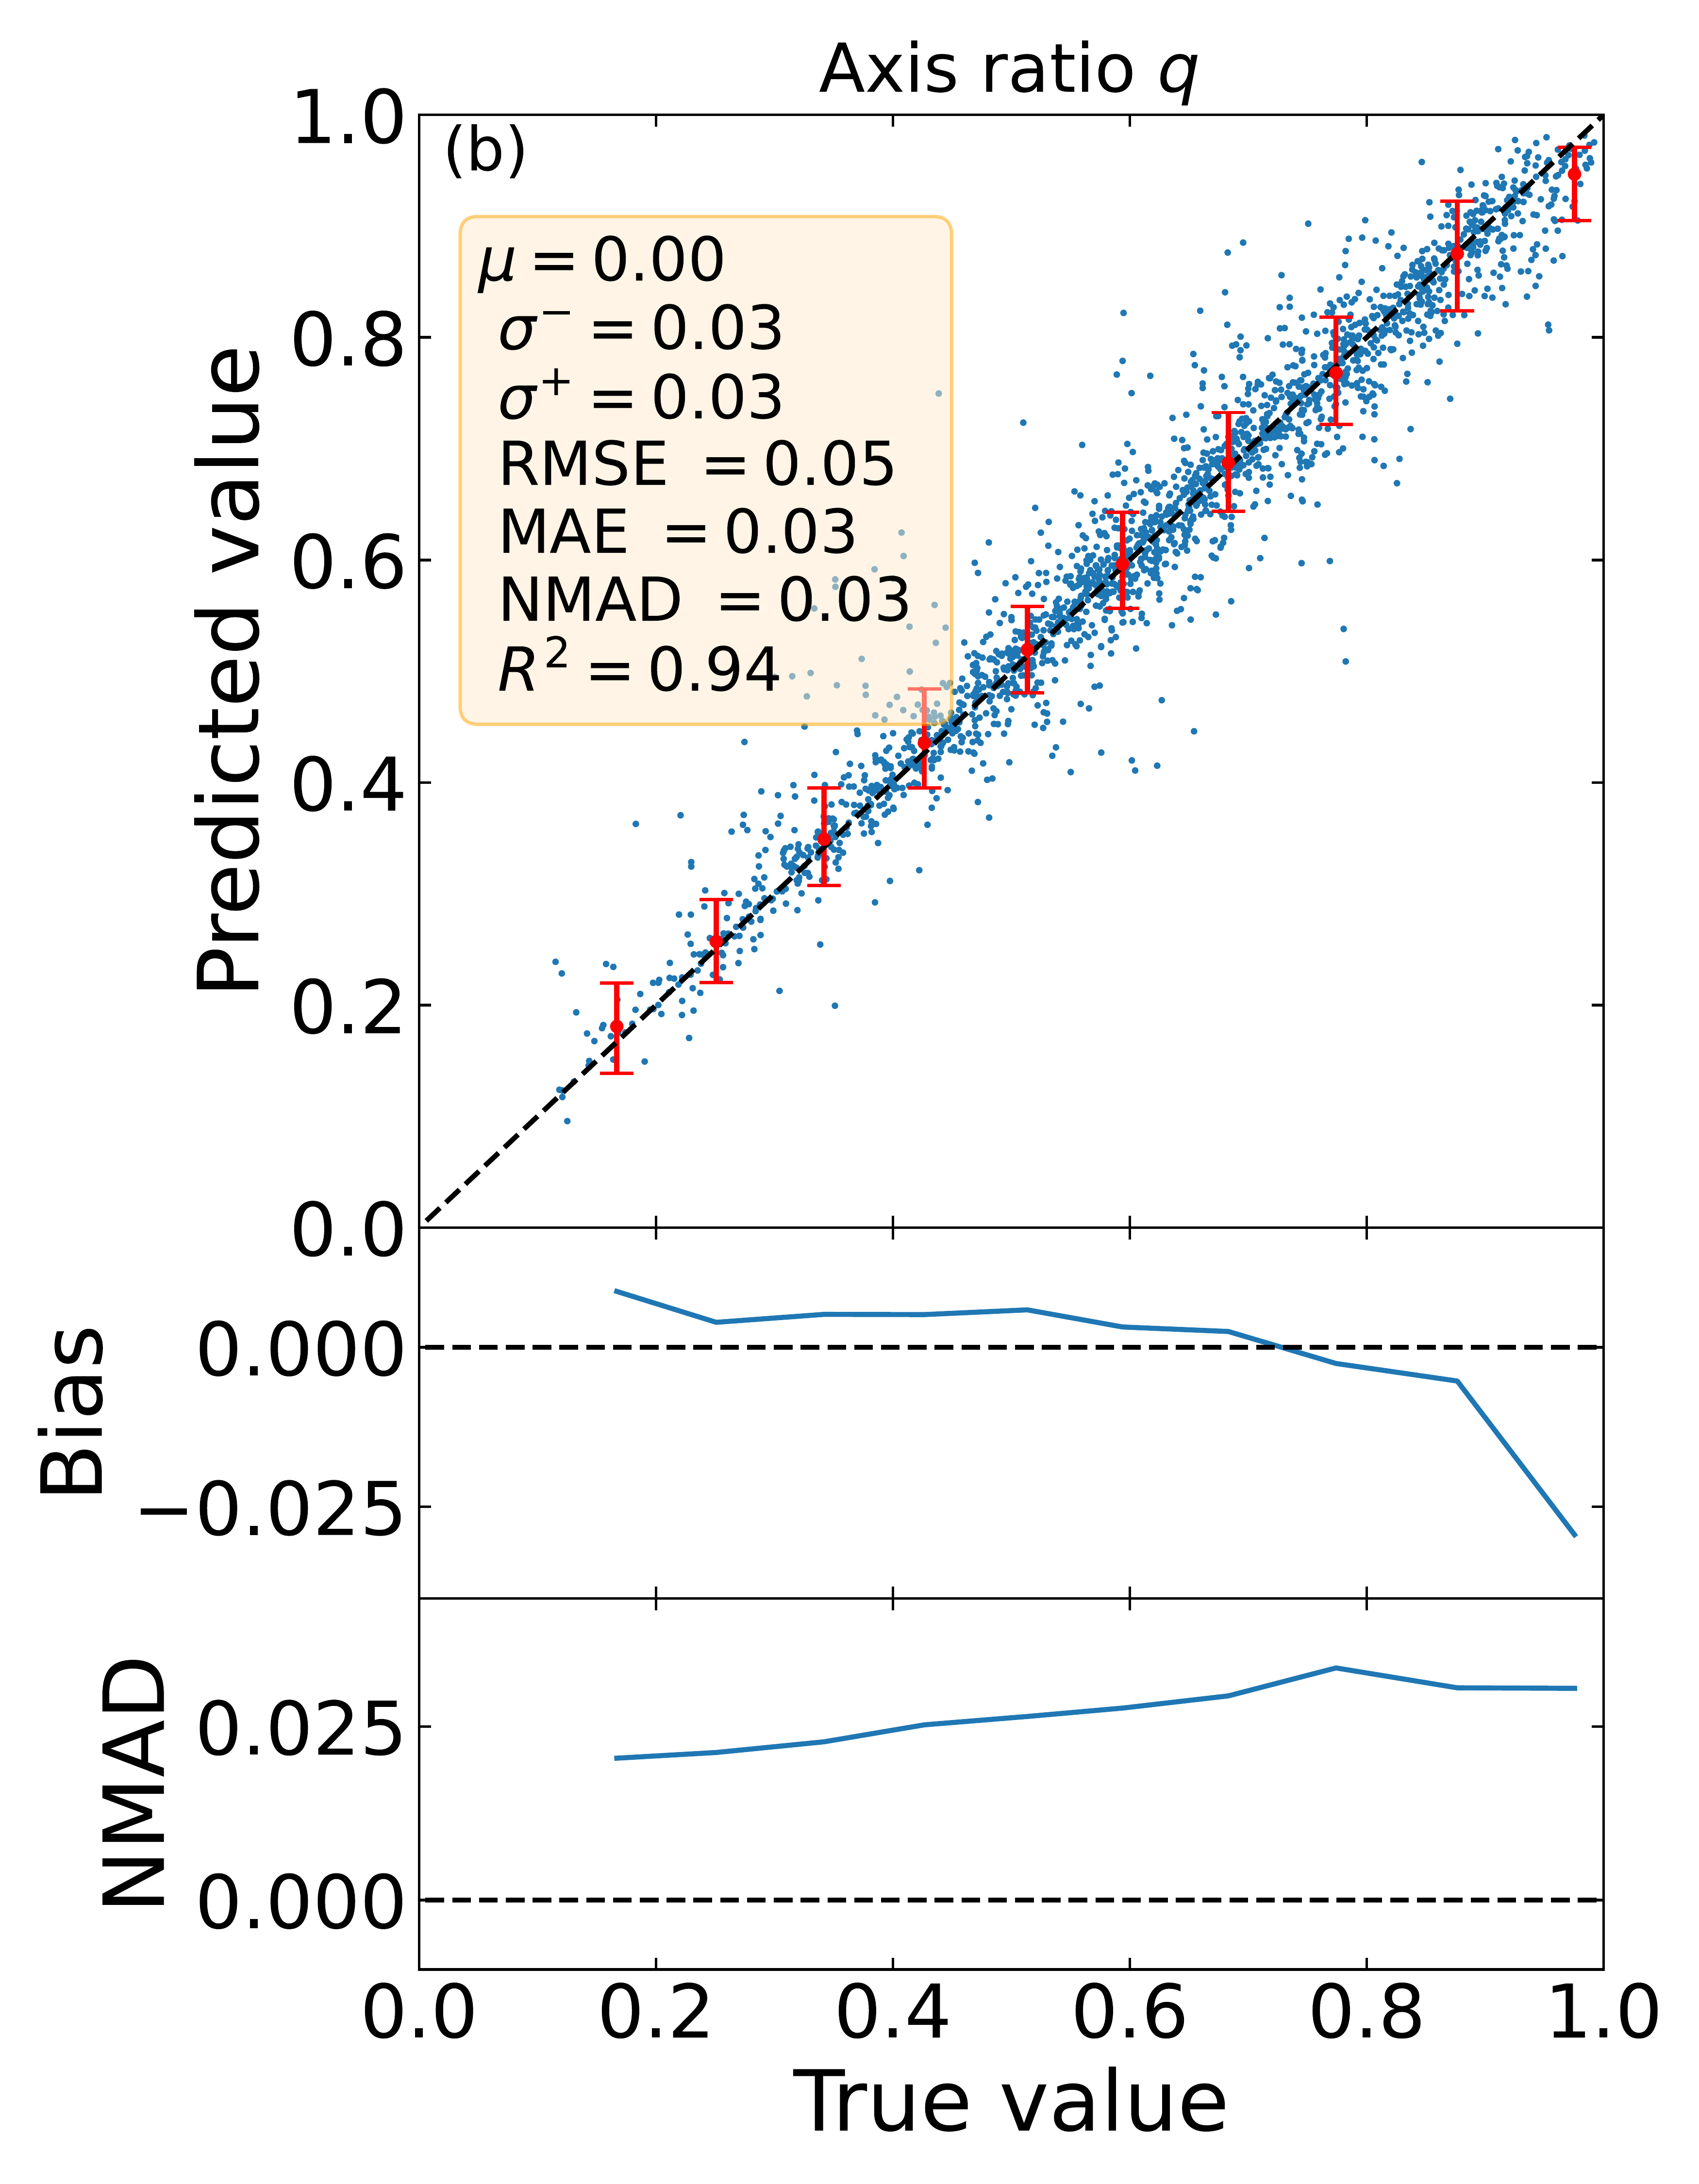 Axis ratio q
(b)
μ = 0.00
σ⁻ = 0.03
σ⁺ = 0.03
RMSE = 0.05
MAE = 0.03
NMAD = 0.03
R² = 0.94
Predicted value
1.0
0.8
0.6
0.4
0.2
0.0
Bias
0.000
−0.025
NMAD
0.025
0.000
0.0 0.2 0.4 0.6 0.8 1.0
True value